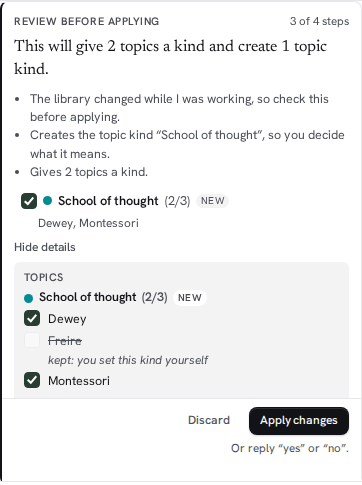 REVIEW BEFORE APPLYING 3 of 4 steps
This will give 2 topics a kind and create 1 topic
kind.
• The library changed while I was working, so check this
before applying.
• Creates the topic kind “School of thought”, so you decide
what it means.
• Gives 2 topics a kind.
School of thought (2/3) NEW
Dewey, Montessori
Hide details
TOPICS
School of thought (2/3) NEW
Dewey
Freire
kept: you set this kind yourself
Montessori
Discard Apply changes
Or reply “yes” or “no”.